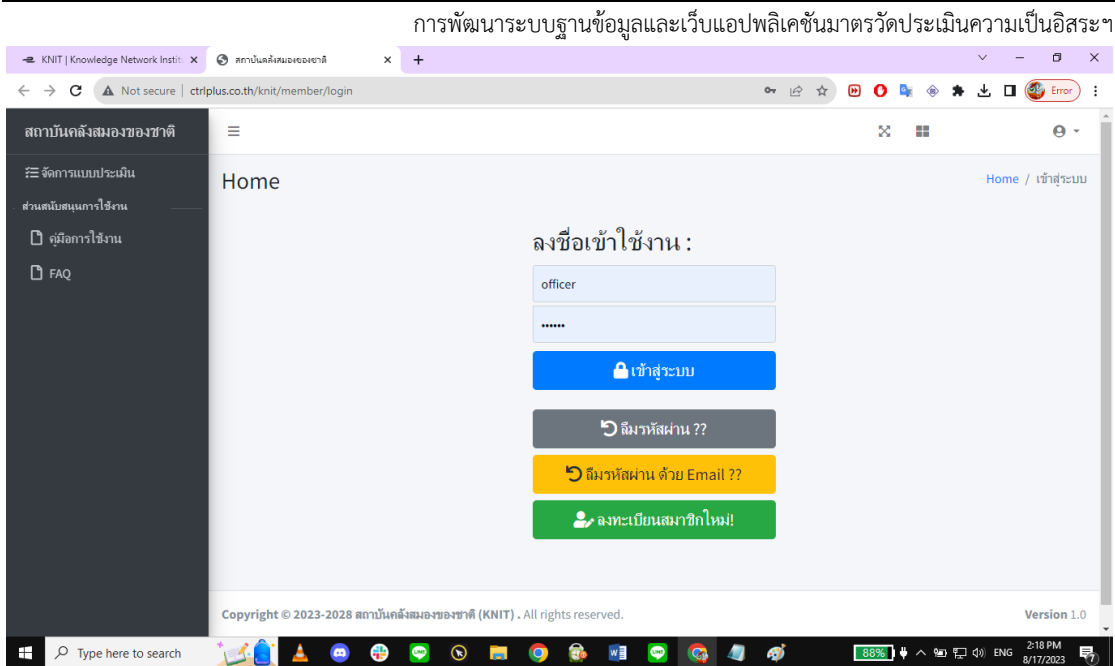 การพัฒนาระบบฐานข้อมูลและเว็บแอปพลิเคชันมาตรวัดประเมินความเป็นอิสระฯ
KNIT | Knowledge Network Instit
สถาบันคลังสมองของชาติ
Not secure | ctrlplus.co.th/knit/member/login
Error
สถาบันคลังสมองของชาติ
จัดการแบบประเมิน
Home
Home / เข้าสู่ระบบ
ส่วนสนับสนุนการใช้งาน
คู่มือการใช้งาน
FAQ
ลงชื่อเข้าใช้งาน :
officer
••••••
เข้าสู่ระบบ
ลืมรหัสผ่าน ??
ลืมรหัสผ่าน ด้วย Email ??
ลงทะเบียนสมาชิกใหม่!
Copyright © 2023-2028 สถาบันคลังสมองของชาติ (KNIT) . All rights reserved.
Version 1.0
Type here to search
88%
ENG
2:18 PM
8/17/2023